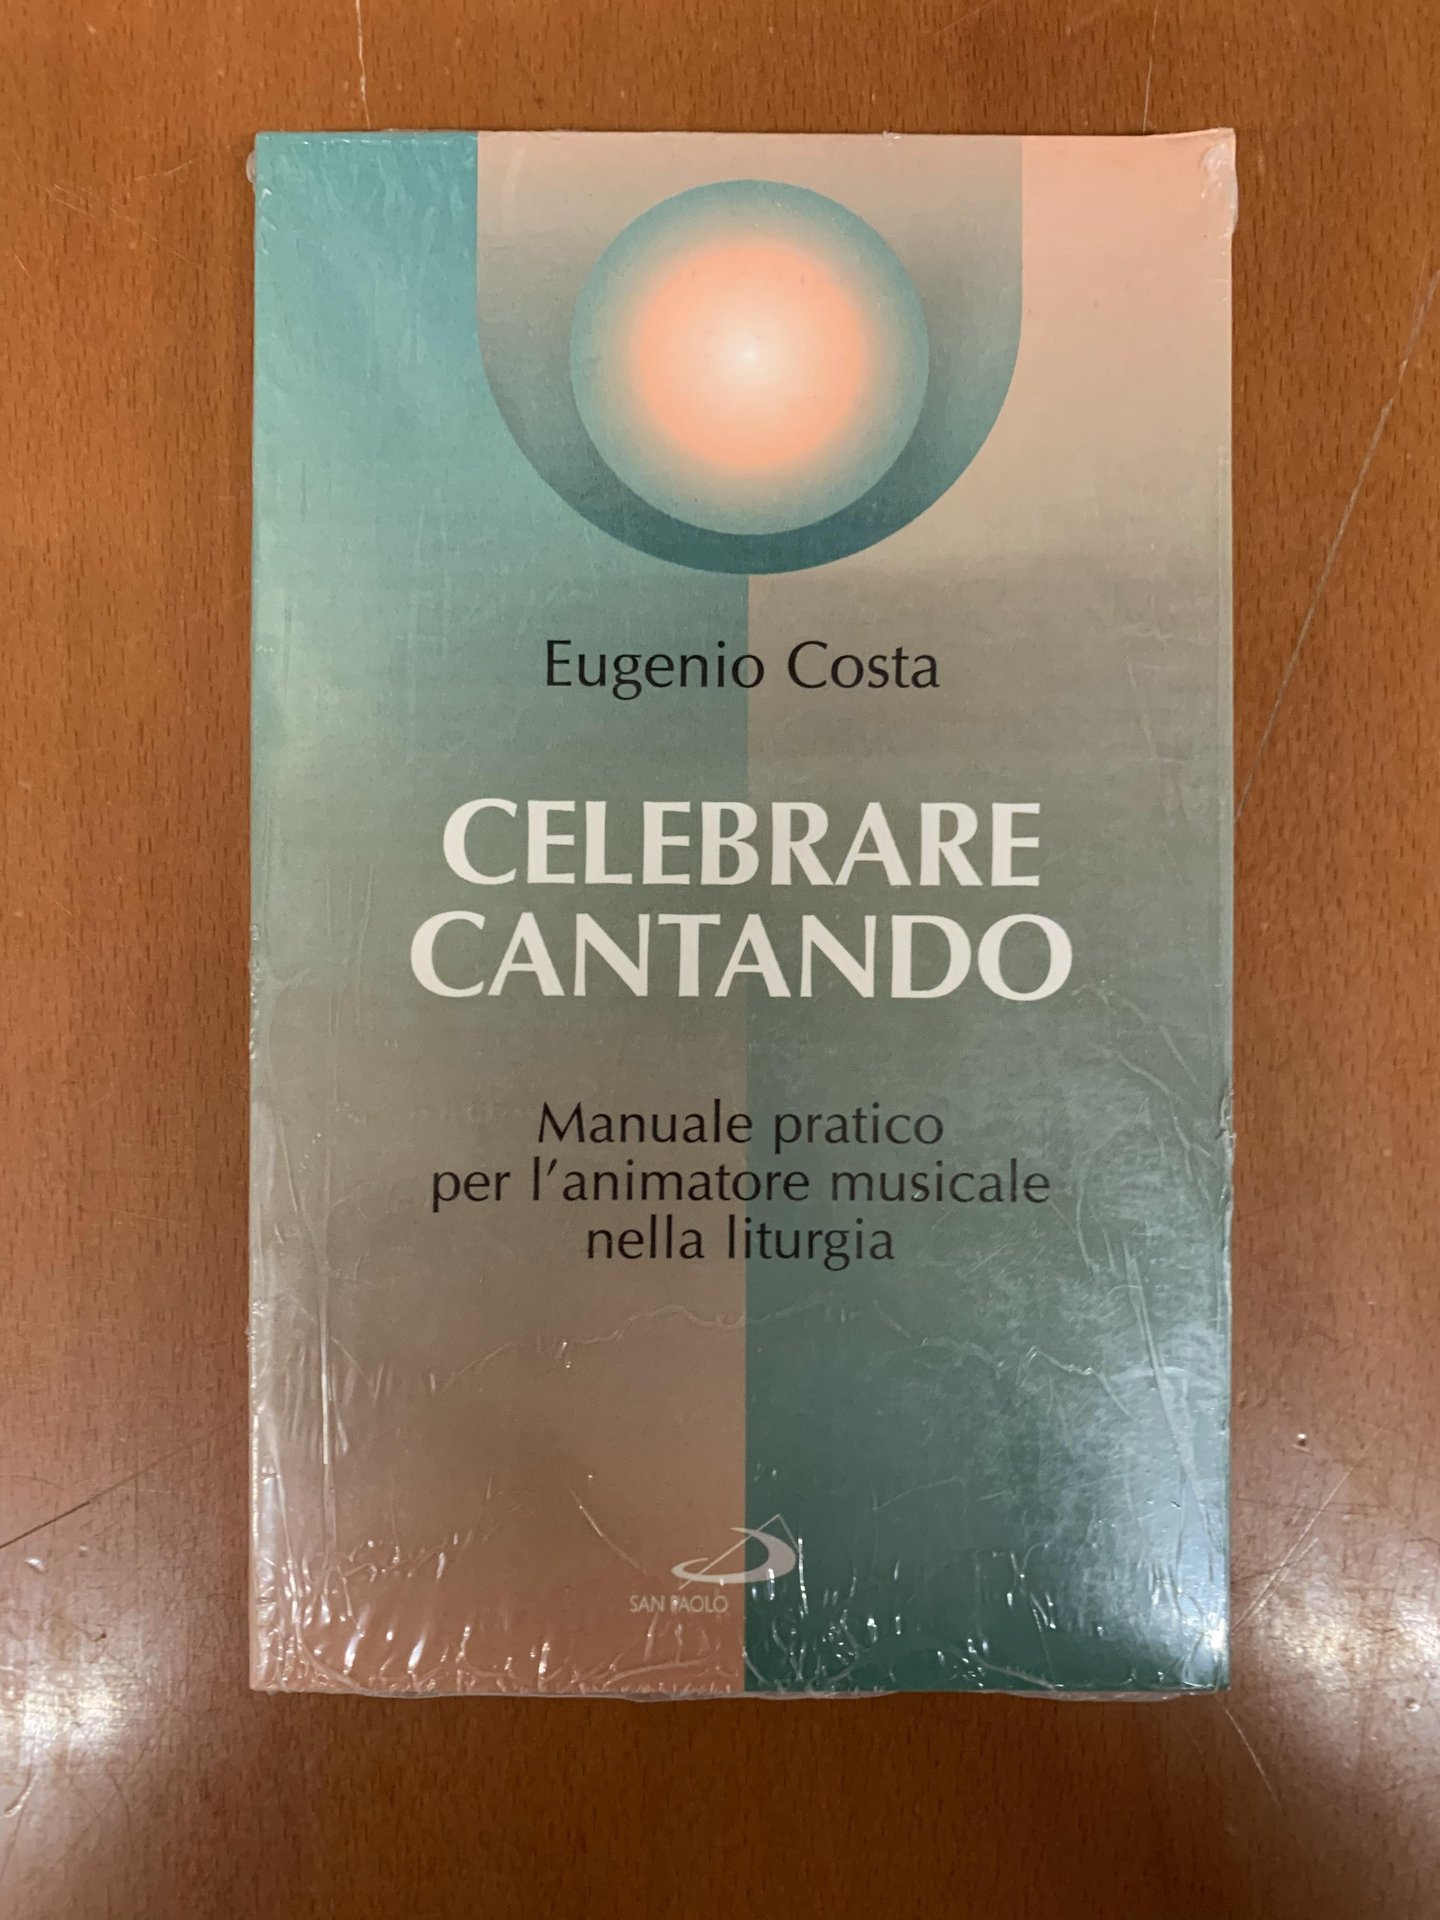 Eugenio Costa
CELEBRARE
CANTANDO
Manuale pratico
per l'animatore musicale
nella liturgia
SAN PAOLO